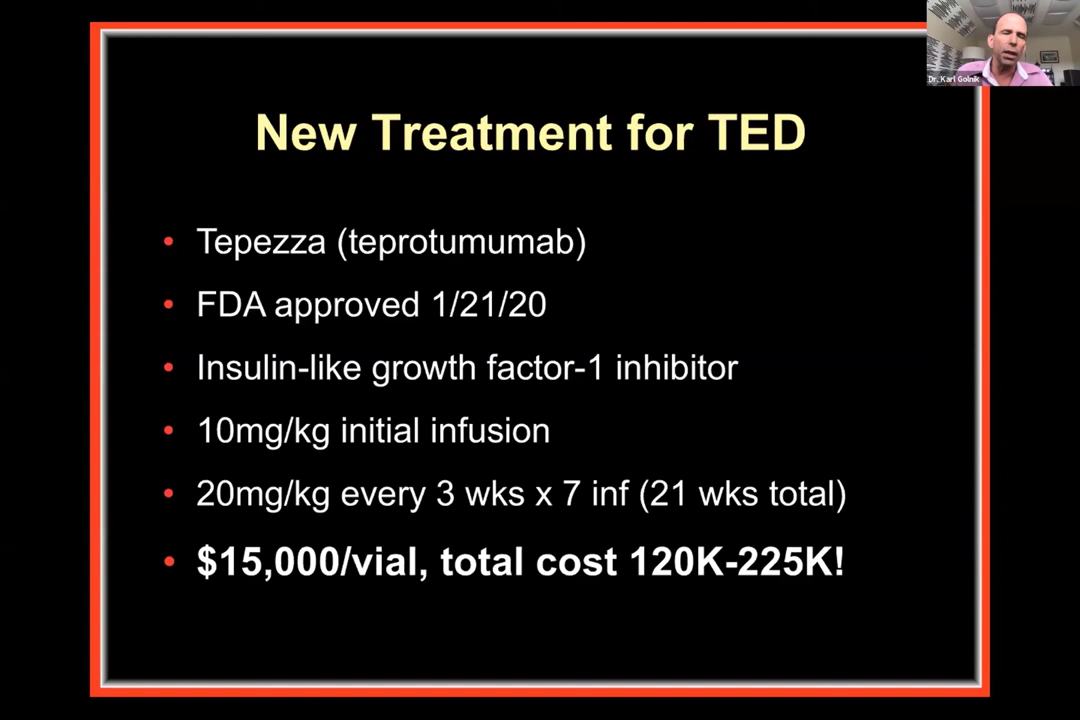 Dr. Karl Golnik
New Treatment for TED
• Tepezza (teprotumumab)
• FDA approved 1/21/20
• Insulin-like growth factor-1 inhibitor
• 10mg/kg initial infusion
• 20mg/kg every 3 wks x 7 inf (21 wks total)
• $15,000/vial, total cost 120K-225K!